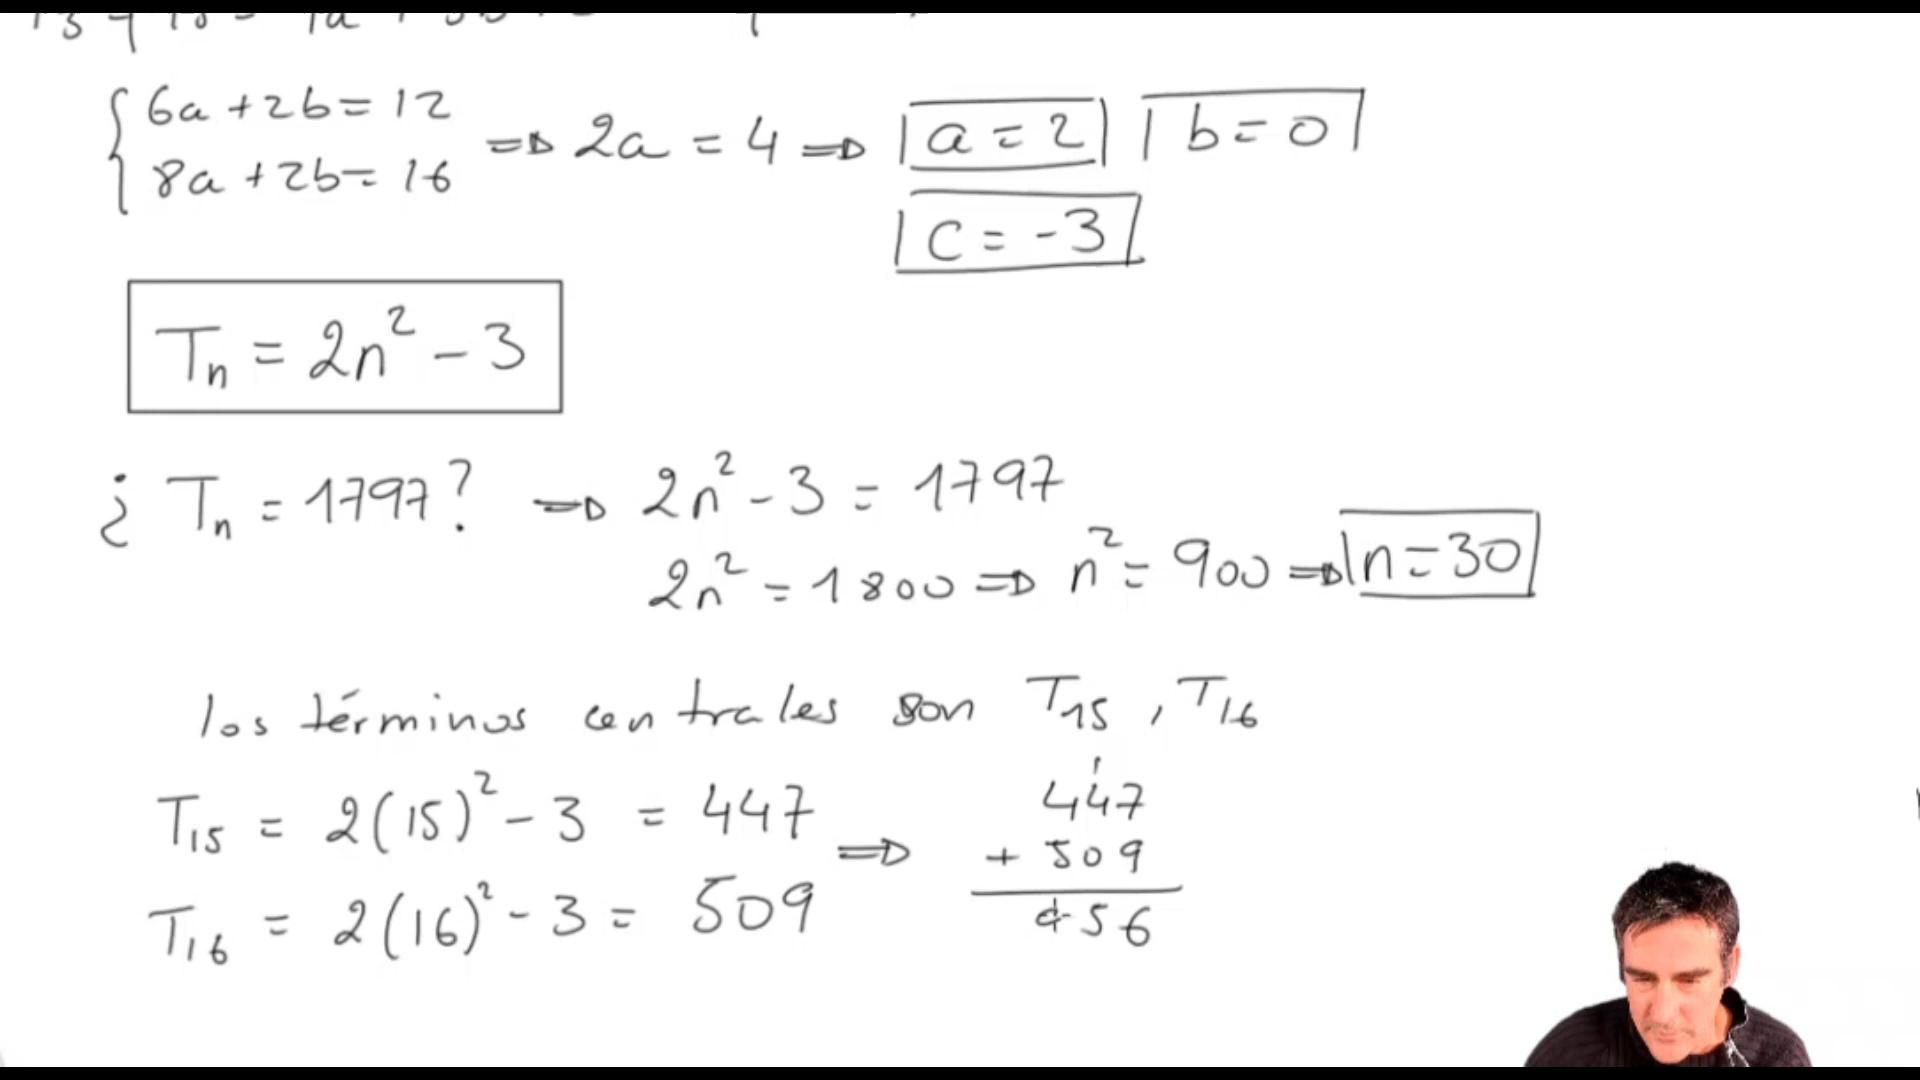 6a + 2b = 12
8a + 2b = 16
⇒ 2a = 4 ⇒ a = 2 b = 0
c = -3
Tn = 2n² - 3
¿ Tn = 1797? ⇒ 2n² - 3 = 1797
2n² = 1800 ⇒ n² = 900 ⇒ n = 30
los términos centrales son T15, T16
T15 = 2(15)² - 3 = 447
T16 = 2(16)² - 3 = 509
⇒
1
447
+ 509
56